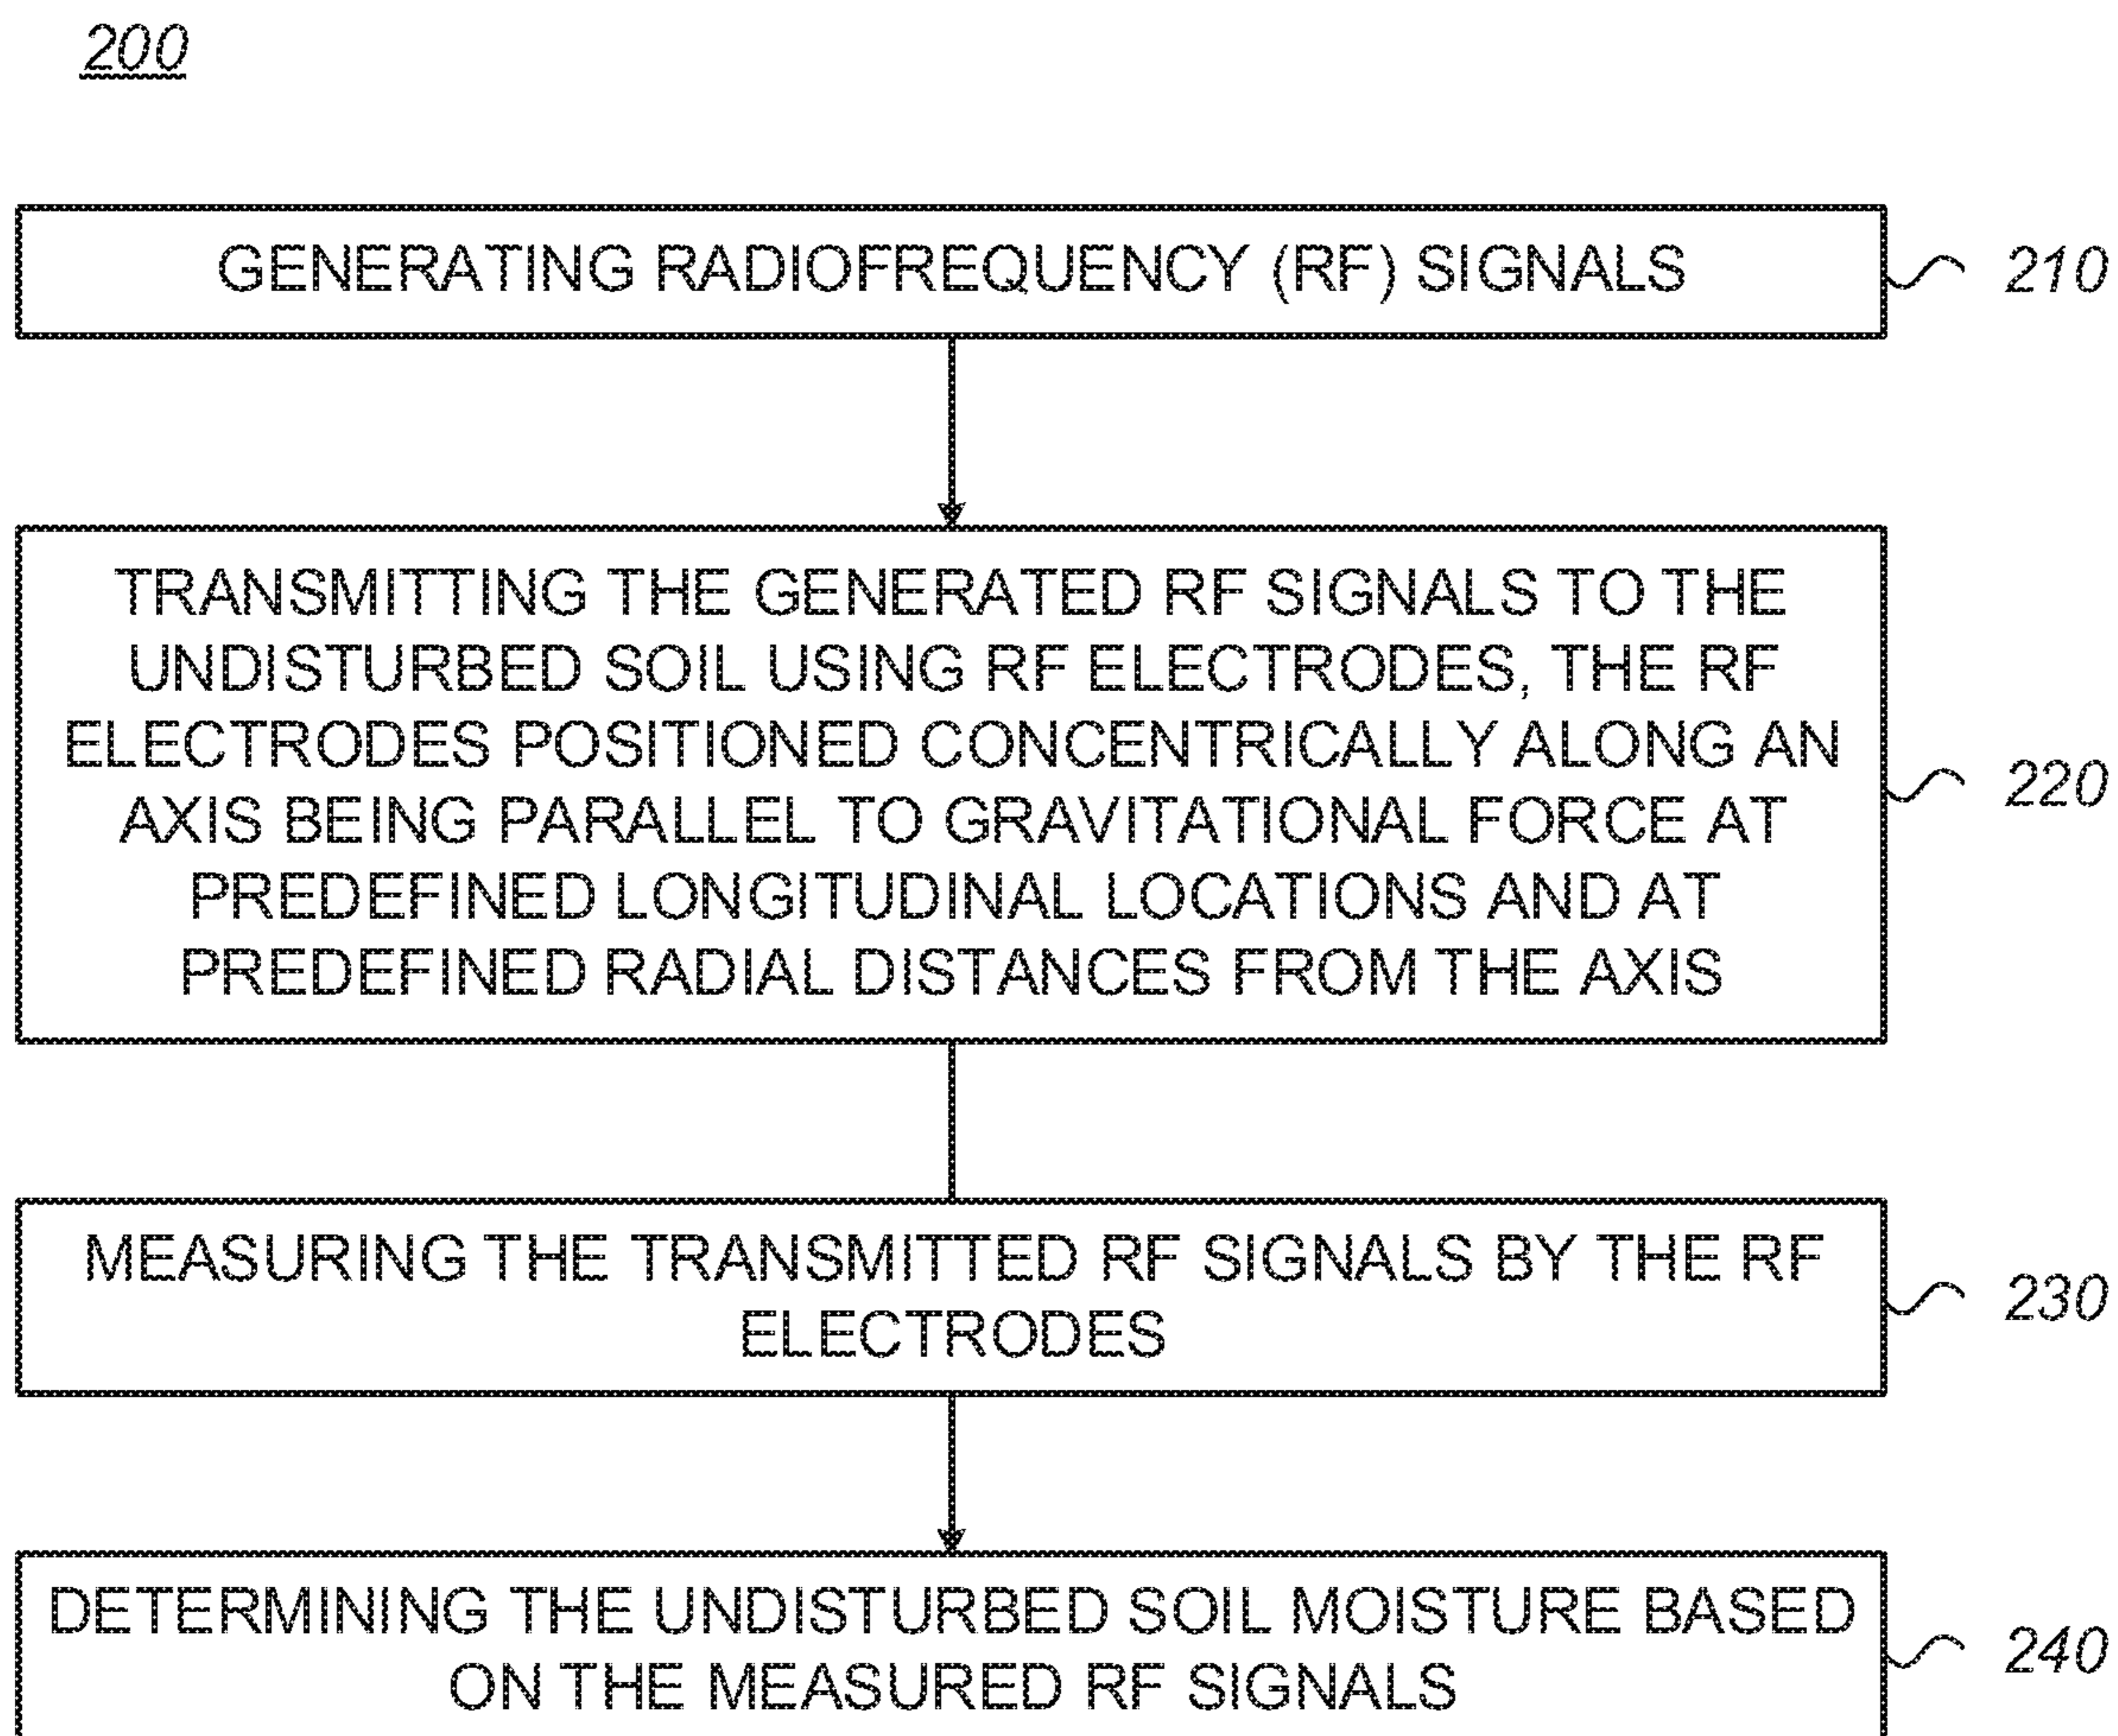 200
GENERATING RADIOFREQUENCY (RF) SIGNALS
210
TRANSMITTING THE GENERATED RF SIGNALS TO THE
UNDISTURBED SOIL USING RF ELECTRODES, THE RF
ELECTRODES POSITIONED CONCENTRICALLY ALONG AN
AXIS BEING PARALLEL TO GRAVITATIONAL FORCE AT
PREDEFINED LONGITUDINAL LOCATIONS AND AT
PREDEFINED RADIAL DISTANCES FROM THE AXIS
220
MEASURING THE TRANSMITTED RF SIGNALS BY THE RF
ELECTRODES
230
DETERMINING THE UNDISTURBED SOIL MOISTURE BASED
ON THE MEASURED RF SIGNALS
240